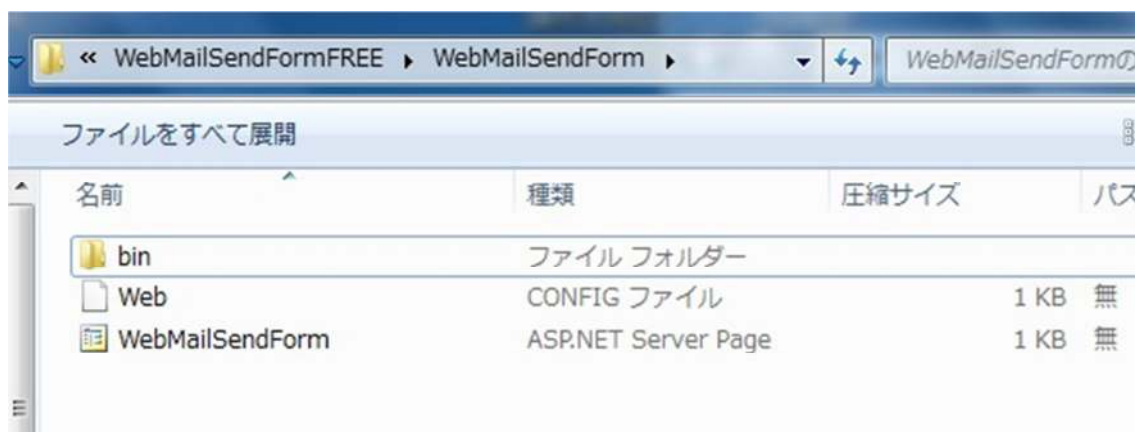 « WebMailSendFormFREE ▸ WebMailSendForm ▸ WebMailSendFormの
ファイルをすべて展開
名前 種類 圧縮サイズ パス
bin ファイル フォルダー
Web CONFIG ファイル 1 KB 無
WebMailSendForm ASP.NET Server Page 1 KB 無